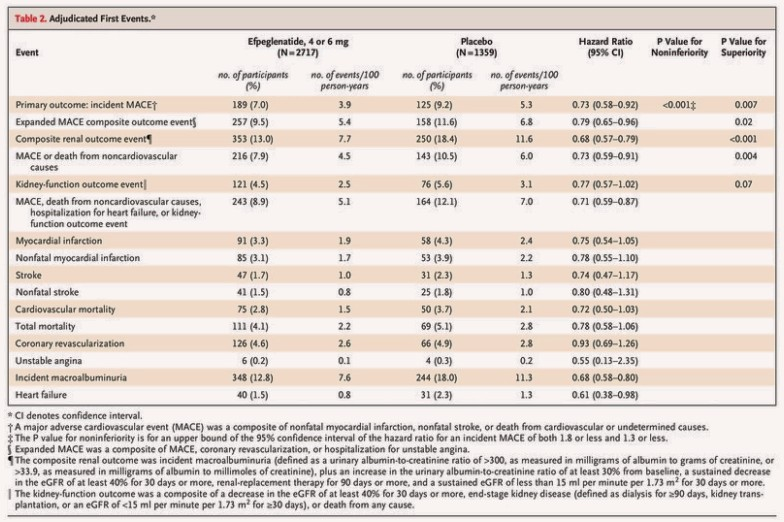 Table 2. Adjudicated First Events.*
Event Efpeglenatide, 4 or 6 mg (N=2717) Placebo (N=1359) Hazard Ratio (95% CI) P Value for Noninferiority P Value for Superiority
no. of participants (%) no. of events/100 person-years no. of participants (%) no. of events/100 person-years
Primary outcome: incident MACE† 189 (7.0) 3.9 125 (9.2) 5.3 0.73 (0.58–0.92) <0.001‡ 0.007
Expanded MACE composite outcome event§ 257 (9.5) 5.4 158 (11.6) 6.8 0.79 (0.65–0.96) 0.02
Composite renal outcome event¶ 353 (13.0) 7.7 250 (18.4) 11.6 0.68 (0.57–0.79) <0.001
MACE or death from noncardiovascular 216 (7.9) 4.5 143 (10.5) 6.0 0.73 (0.59–0.91) 0.004
causes
Kidney-function outcome event‖ 121 (4.5) 2.5 76 (5.6) 3.1 0.77 (0.57–1.02) 0.07
MACE, death from noncardiovascular causes, 243 (8.9) 5.1 164 (12.1) 7.0 0.71 (0.59–0.87)
hospitalization for heart failure, or kidney-
function outcome event
Myocardial infarction 91 (3.3) 1.9 58 (4.3) 2.4 0.75 (0.54–1.05)
Nonfatal myocardial infarction 85 (3.1) 1.7 53 (3.9) 2.2 0.78 (0.55–1.10)
Stroke 47 (1.7) 1.0 31 (2.3) 1.3 0.74 (0.47–1.17)
Nonfatal stroke 41 (1.5) 0.8 25 (1.8) 1.0 0.80 (0.48–1.31)
Cardiovascular mortality 75 (2.8) 1.5 50 (3.7) 2.1 0.72 (0.50–1.03)
Total mortality 111 (4.1) 2.2 69 (5.1) 2.8 0.78 (0.58–1.06)
Coronary revascularization 126 (4.6) 2.6 66 (4.9) 2.8 0.93 (0.69–1.26)
Unstable angina 6 (0.2) 0.1 4 (0.3) 0.2 0.55 (0.13–2.35)
Incident macroalbuminuria 348 (12.8) 7.6 244 (18.0) 11.3 0.68 (0.58–0.80)
Heart failure 40 (1.5) 0.8 31 (2.3) 1.3 0.61 (0.38–0.98)
* CI denotes confidence interval.
† A major adverse cardiovascular event (MACE) was a composite of nonfatal myocardial infarction, nonfatal stroke, or death from cardiovascular or undetermined causes.
‡ The P value for noninferiority is for an upper bound of the 95% confidence interval of the hazard ratio for an incident MACE of both 1.8 or less and 1.3 or less.
§ Expanded MACE was a composite of MACE, coronary revascularization, or hospitalization for unstable angina.
¶ The composite renal outcome was incident macroalbuminuria (defined as a urinary albumin-to-creatinine ratio of >300, as measured in milligrams of albumin to grams of creatinine, or
>33.9, as measured in milligrams of albumin to millimoles of creatinine), plus an increase in the urinary albumin-to-creatinine ratio of at least 30% from baseline, a sustained decrease
in the eGFR of at least 40% for 30 days or more, renal-replacement therapy for 90 days or more, and a sustained eGFR of less than 15 ml per minute per 1.73 m² for 30 days or more.
‖ The kidney-function outcome was a composite of a decrease in the eGFR of at least 40% for 30 days or more, end-stage kidney disease (defined as dialysis for ≥90 days, kidney trans-
plantation, or an eGFR of <15 ml per minute per 1.73 m² for ≥30 days), or death from any cause.